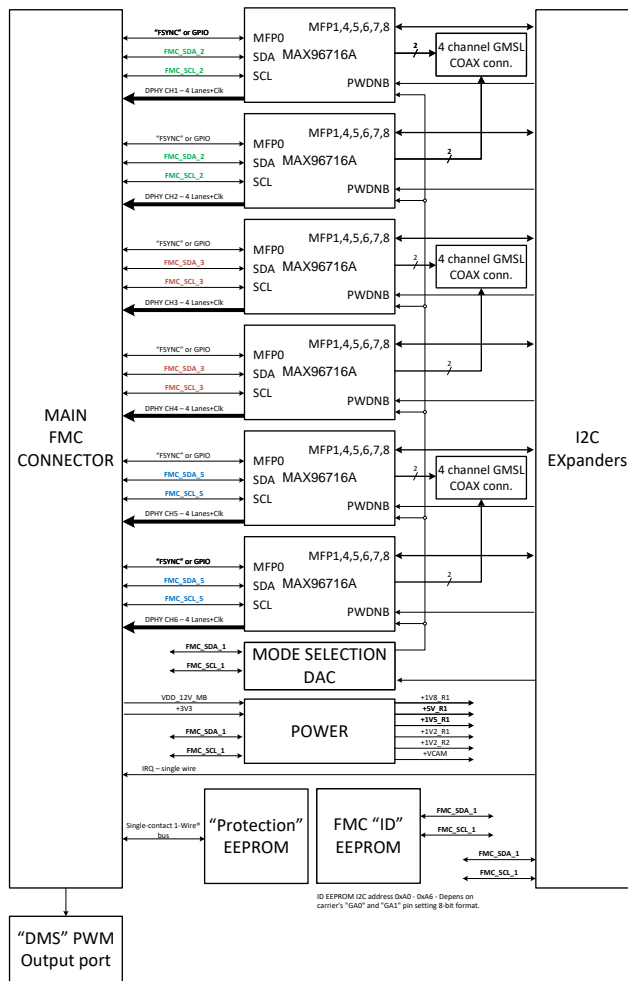 "FSYNC" or GPIO
FMC_SDA_2
FMC_SCL_2
DPHY CH1 – 4 Lanes+Clk
MFP0
SDA
SCL
MFP1,4,5,6,7,8
MAX96716A
PWDNB
2
4 channel GMSL
COAX conn.
"FSYNC" or GPIO
FMC_SDA_2
FMC_SCL_2
DPHY CH2 – 4 Lanes+Clk
MFP0
SDA
SCL
MFP1,4,5,6,7,8
MAX96716A
PWDNB
2
"FSYNC" or GPIO
FMC_SDA_3
FMC_SCL_3
DPHY CH3 – 4 Lanes+Clk
MFP0
SDA
SCL
MFP1,4,5,6,7,8
MAX96716A
PWDNB
2
4 channel GMSL
COAX conn.
"FSYNC" or GPIO
FMC_SDA_3
FMC_SCL_3
DPHY CH4 – 4 Lanes+Clk
MFP0
SDA
SCL
MFP1,4,5,6,7,8
MAX96716A
PWDNB
2
MAIN
FMC
CONNECTOR
I2C
EXpanders
"FSYNC" or GPIO
FMC_SDA_5
FMC_SCL_5
DPHY CH5 – 4 Lanes+Clk
MFP0
SDA
SCL
MFP1,4,5,6,7,8
MAX96716A
PWDNB
2
4 channel GMSL
COAX conn.
"FSYNC" or GPIO
FMC_SDA_5
FMC_SCL_5
DPHY CH6 – 4 Lanes+Clk
MFP0
SDA
SCL
MFP1,4,5,6,7,8
MAX96716A
PWDNB
2
FMC_SDA_1
FMC_SCL_1
MODE SELECTION
DAC
VDD_12V_MB
+3V3
FMC_SDA_1
FMC_SCL_1
POWER
+1V8_R1
+5V_R1
+1V5_R1
+1V2_R1
+1V2_R2
+VCAM
IRQ – single wire
Single-contact 1-Wire®
bus
"Protection"
EEPROM
FMC "ID"
EEPROM
FMC_SDA_1
FMC_SCL_1
FMC_SDA_1
FMC_SCL_1
ID EEPROM I2C address 0xA0 - 0xA6 - Depens on
carrier's "GA0" and "GA1" pin setting 8-bit format.
"DMS" PWM
Output port